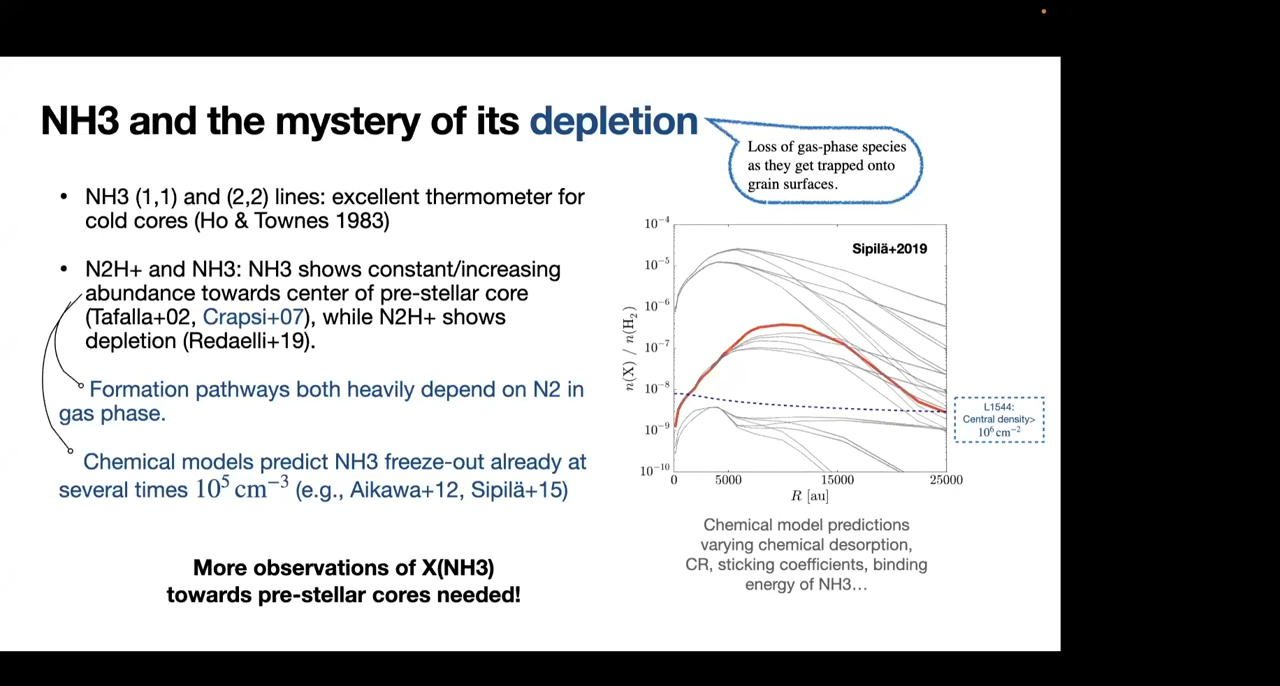 NH3 and the mystery of its depletion
Loss of gas-phase species
as they get trapped onto
grain surfaces.
• NH3 (1,1) and (2,2) lines: excellent thermometer for
cold cores (Ho & Townes 1983)
• N2H+ and NH3: NH3 shows constant/increasing
abundance towards center of pre-stellar core
(Tafalla+02, Crapsi+07), while N2H+ shows
depletion (Redaelli+19).
Formation pathways both heavily depend on N2 in
gas phase.
Chemical models predict NH3 freeze-out already at
several times 10⁵ cm⁻³ (e.g., Aikawa+12, Sipilä+15)
More observations of X(NH3)
towards pre-stellar cores needed!
Sipilä+2019
n(X) / n(H₂)
10⁻⁴
10⁻⁵
10⁻⁶
10⁻⁷
10⁻⁸
10⁻⁹
10⁻¹⁰
0 5000 15000 25000
R [au]
L1544:
Central density>
10⁶ cm⁻²
Chemical model predictions
varying chemical desorption,
CR, sticking coefficients, binding
energy of NH3…